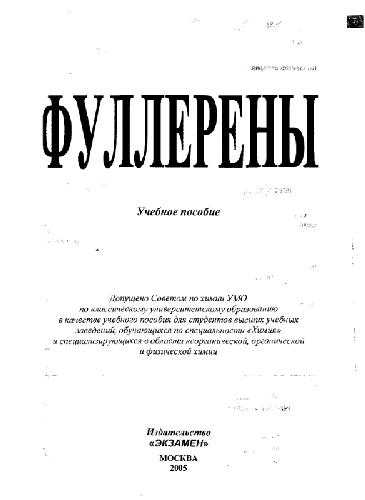 ФУЛЛЕРЕНЫ
Учебное пособие
Допущено Советом по химии УМО
по классическому университетскому образованию
в качестве учебного пособия для студентов высших учебных
заведений, обучающихся по специальности «Химия»
и специализирующихся в области неорганической, органической
и физической химии
Издательство
«ЭКЗАМЕН»
МОСКВА
2005